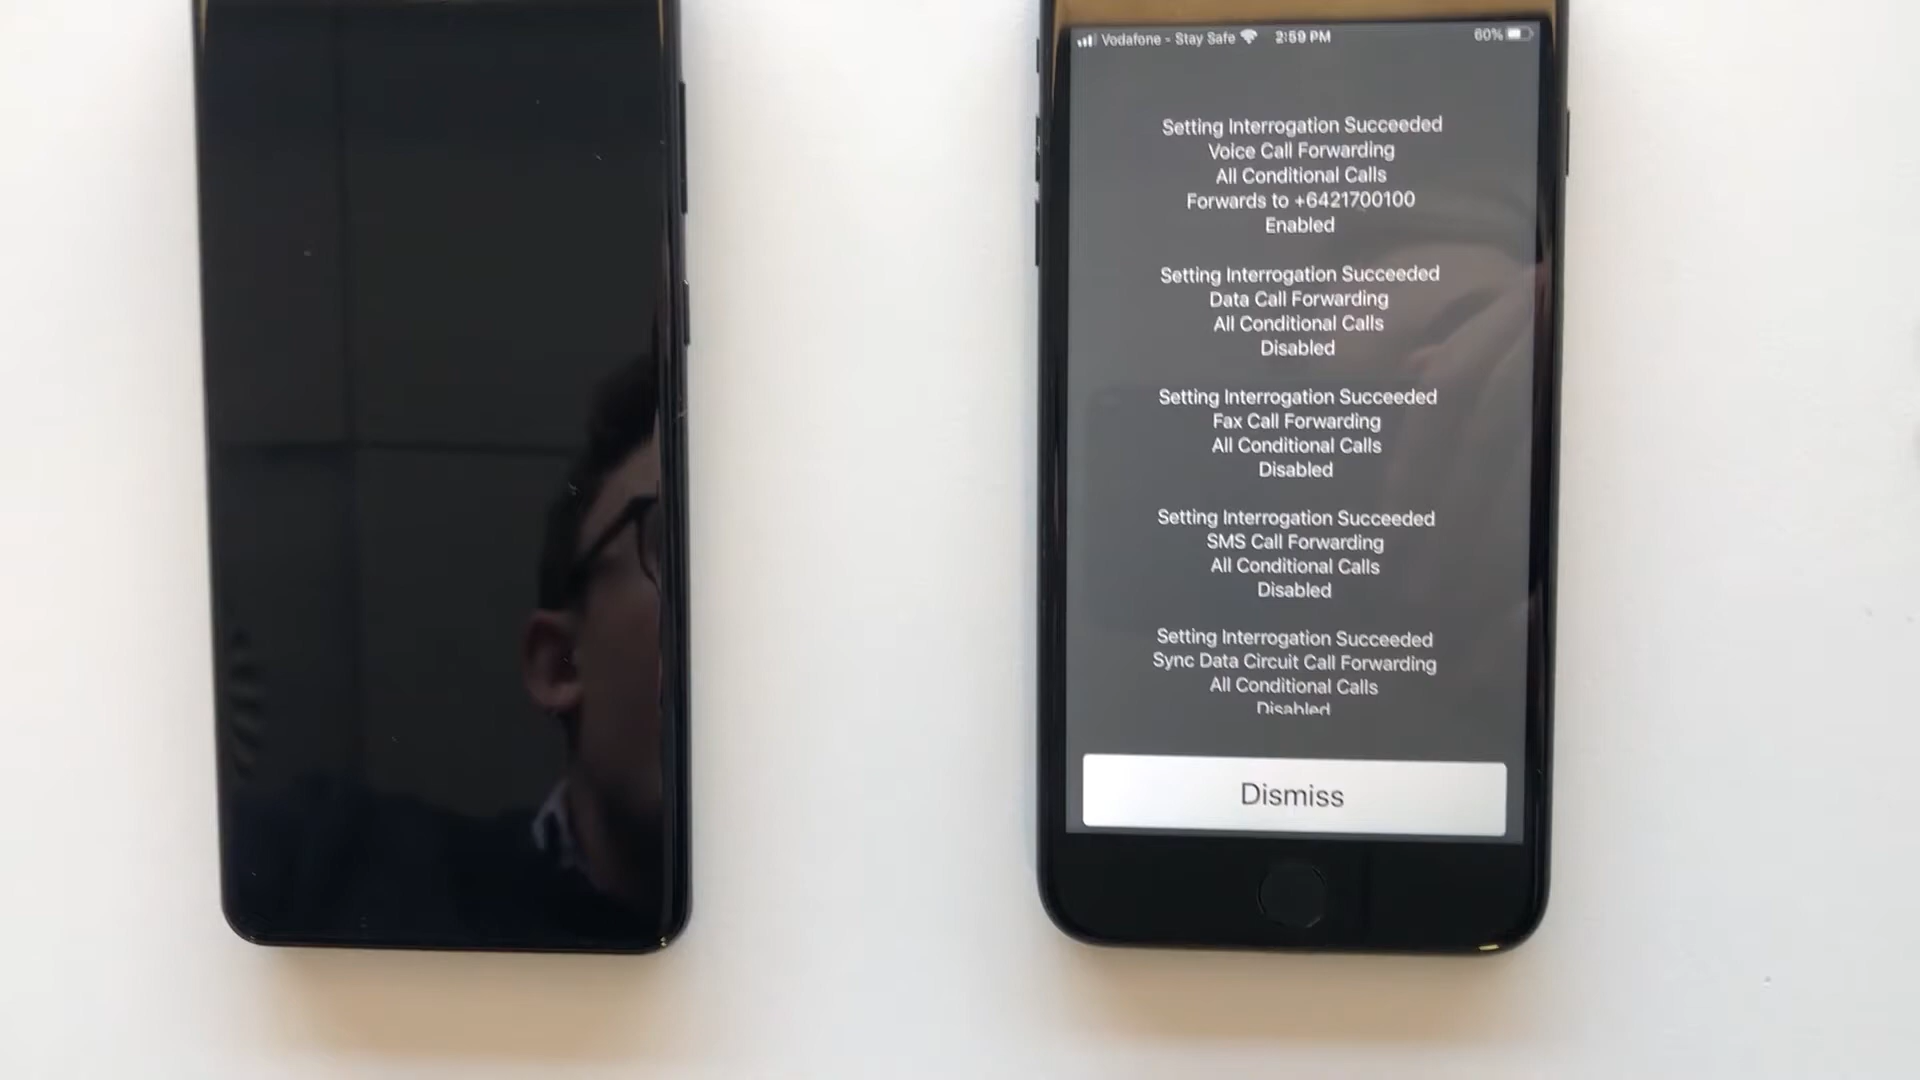 Vodafone - Stay Safe 2:59 PM 60%
Setting Interrogation Succeeded
Voice Call Forwarding
All Conditional Calls
Forwards to +6421700100
Enabled
Setting Interrogation Succeeded
Data Call Forwarding
All Conditional Calls
Disabled
Setting Interrogation Succeeded
Fax Call Forwarding
All Conditional Calls
Disabled
Setting Interrogation Succeeded
SMS Call Forwarding
All Conditional Calls
Disabled
Setting Interrogation Succeeded
Sync Data Circuit Call Forwarding
All Conditional Calls
Disabled
Dismiss